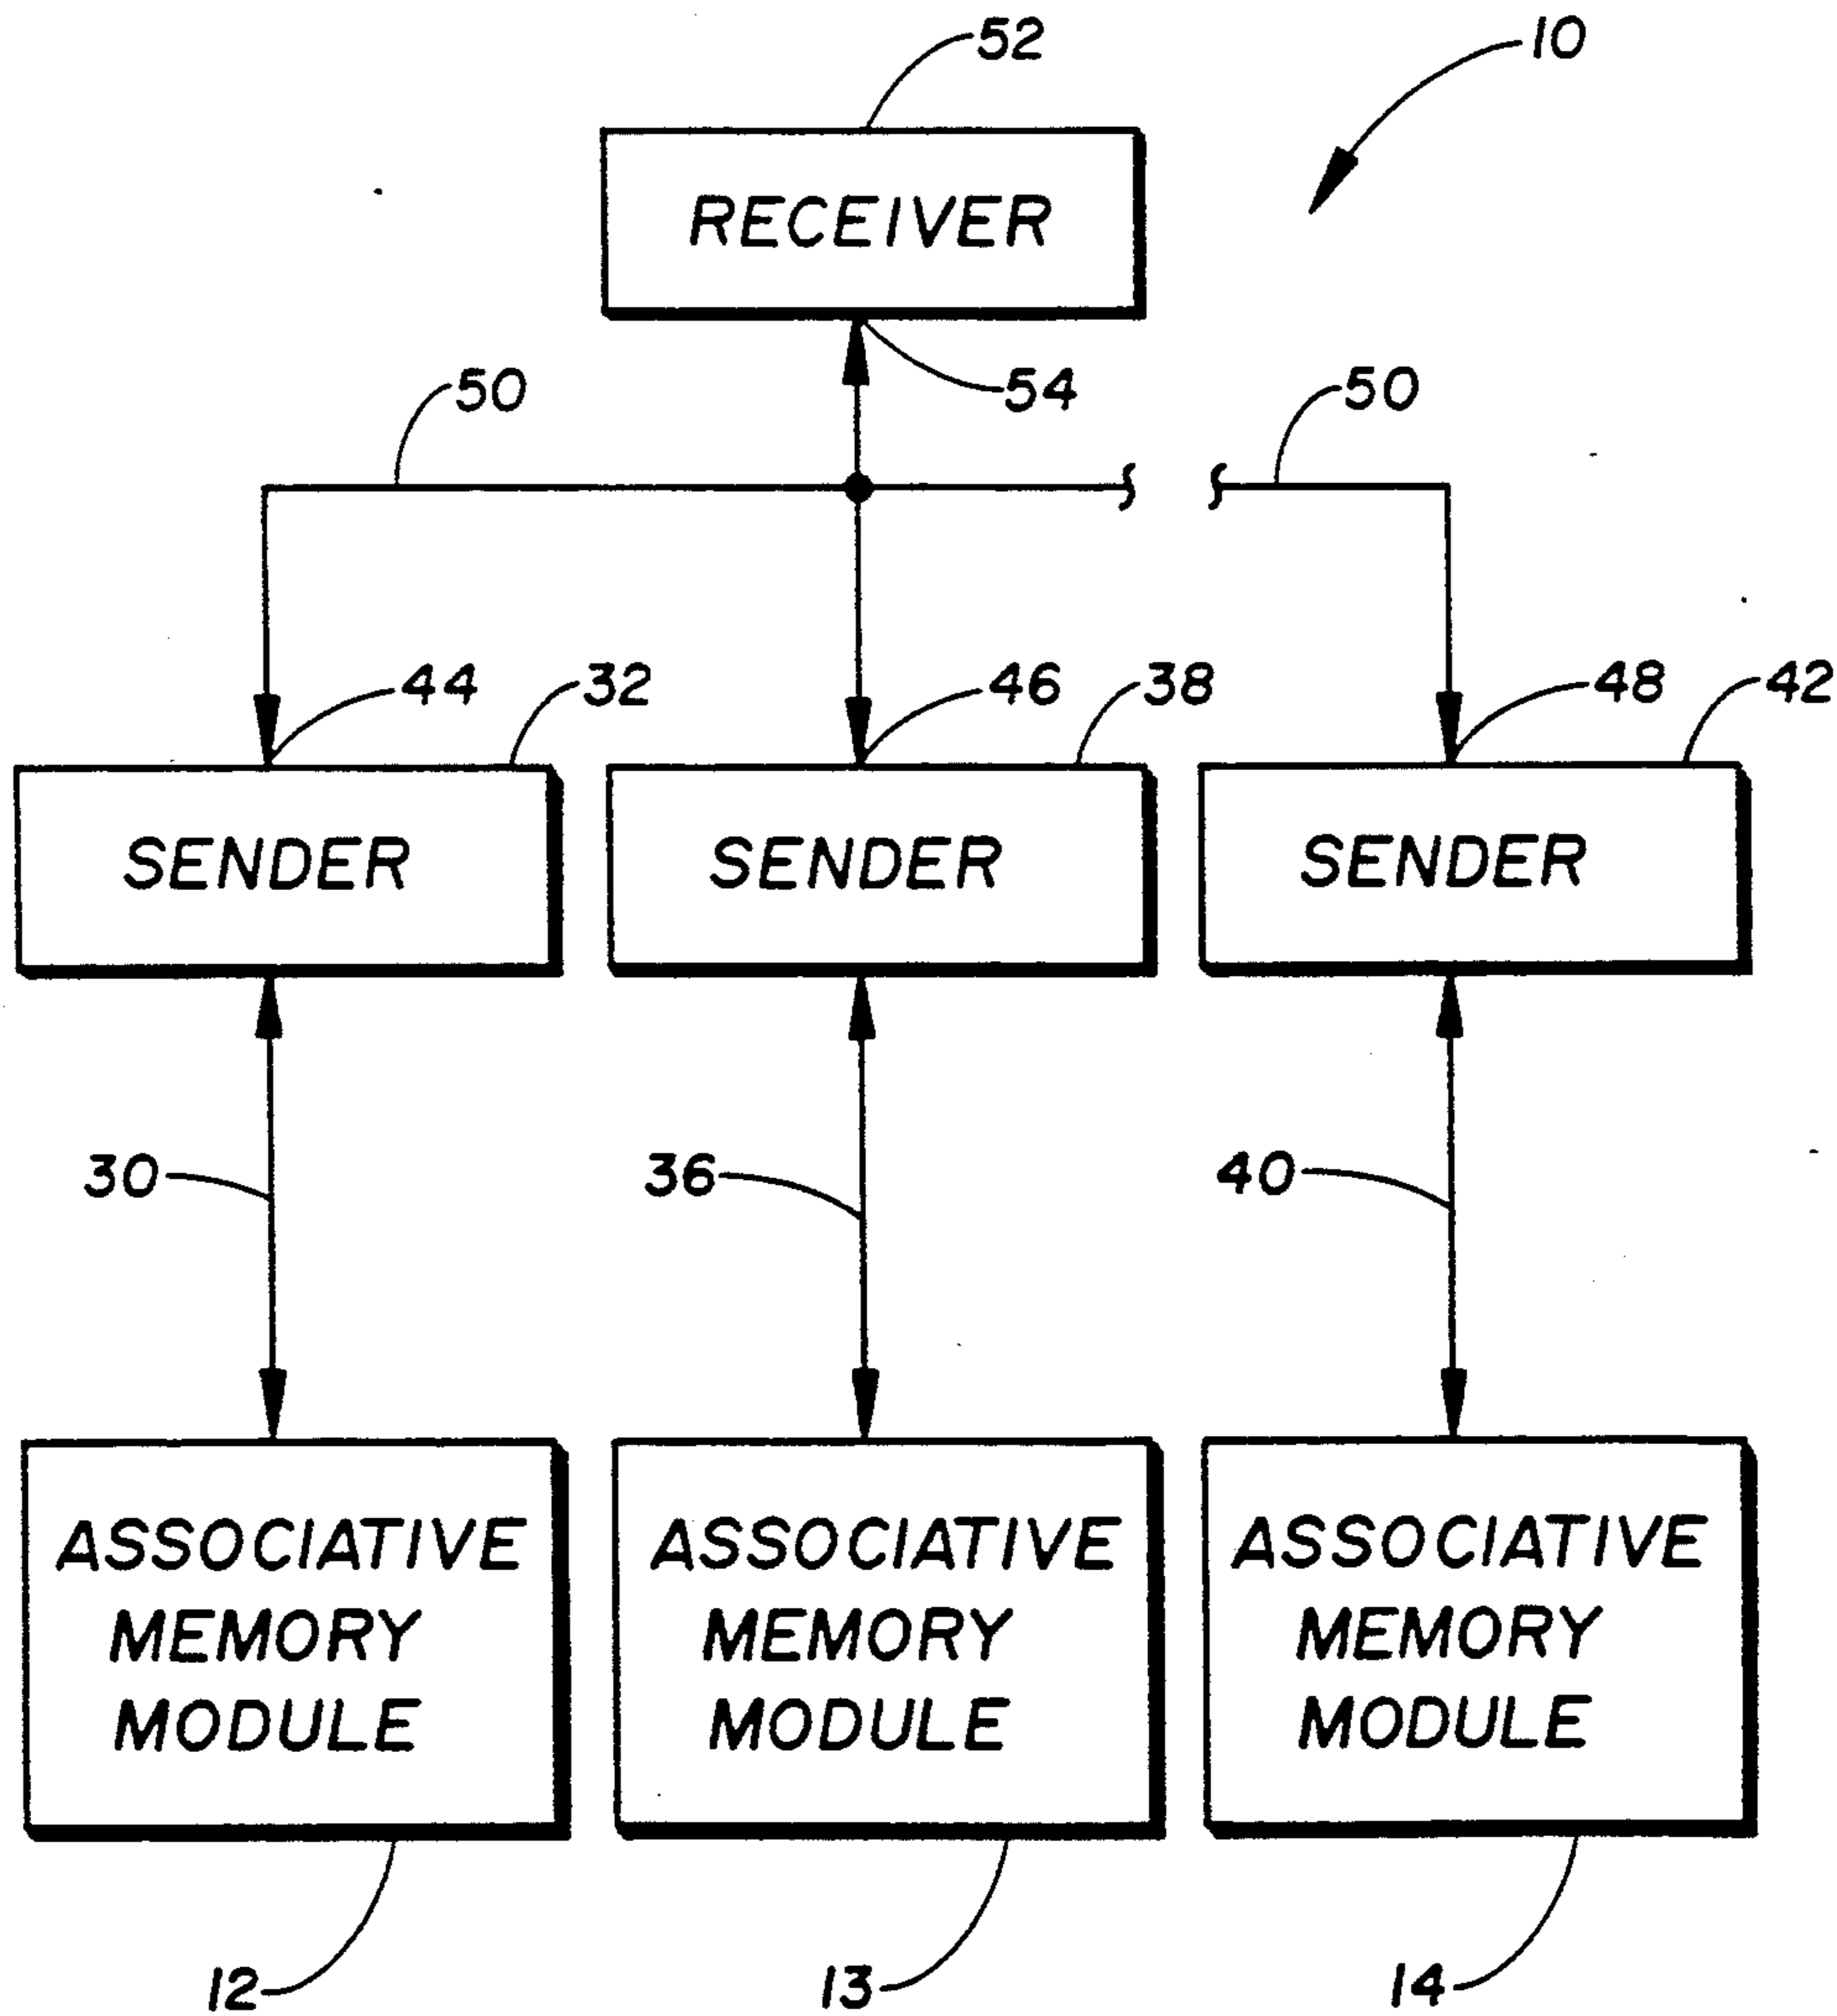 52
10
RECEIVER
54
50
50
44
32
46
38
48
42
SENDER
SENDER
SENDER
30
36
40
ASSOCIATIVE
MEMORY
MODULE
ASSOCIATIVE
MEMORY
MODULE
ASSOCIATIVE
MEMORY
MODULE
12
13
14